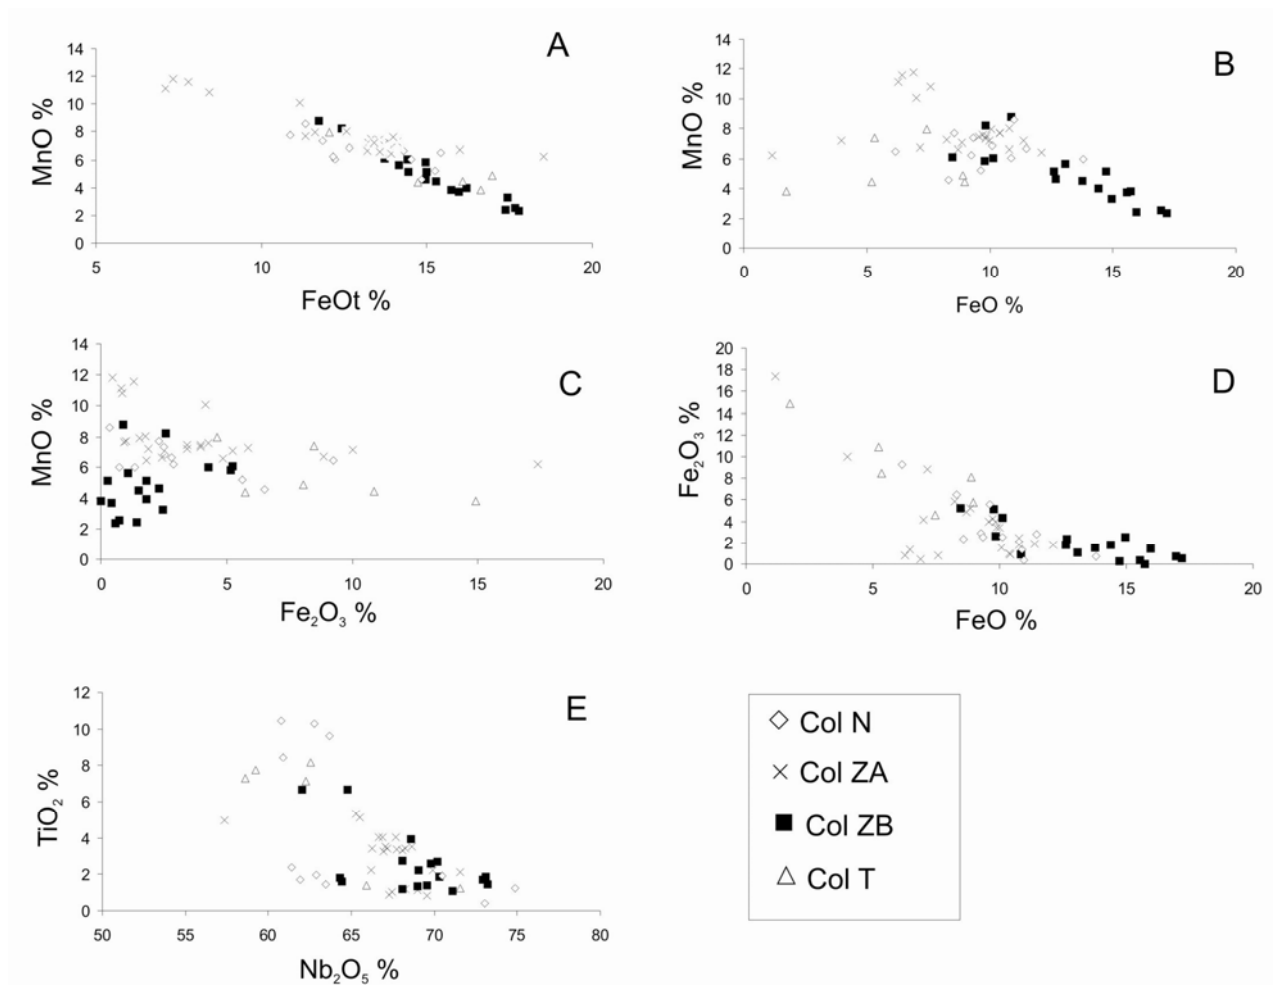 A
MnO %
14
12
10
8
6
4
2
0
5 10 15 20
FeOt %
B
MnO %
14
12
10
8
6
4
2
0
0 5 10 15 20
FeO %
C
MnO %
14
12
10
8
6
4
2
0
0 5 10 15 20
Fe₂O₃ %
D
Fe₂O₃ %
20
18
16
14
12
10
8
6
4
2
0
0 5 10 15 20
FeO %
E
TiO₂ %
12
10
8
6
4
2
0
50 55 60 65 70 75 80
Nb₂O₅ %
Col N
Col ZA
Col ZB
Col T